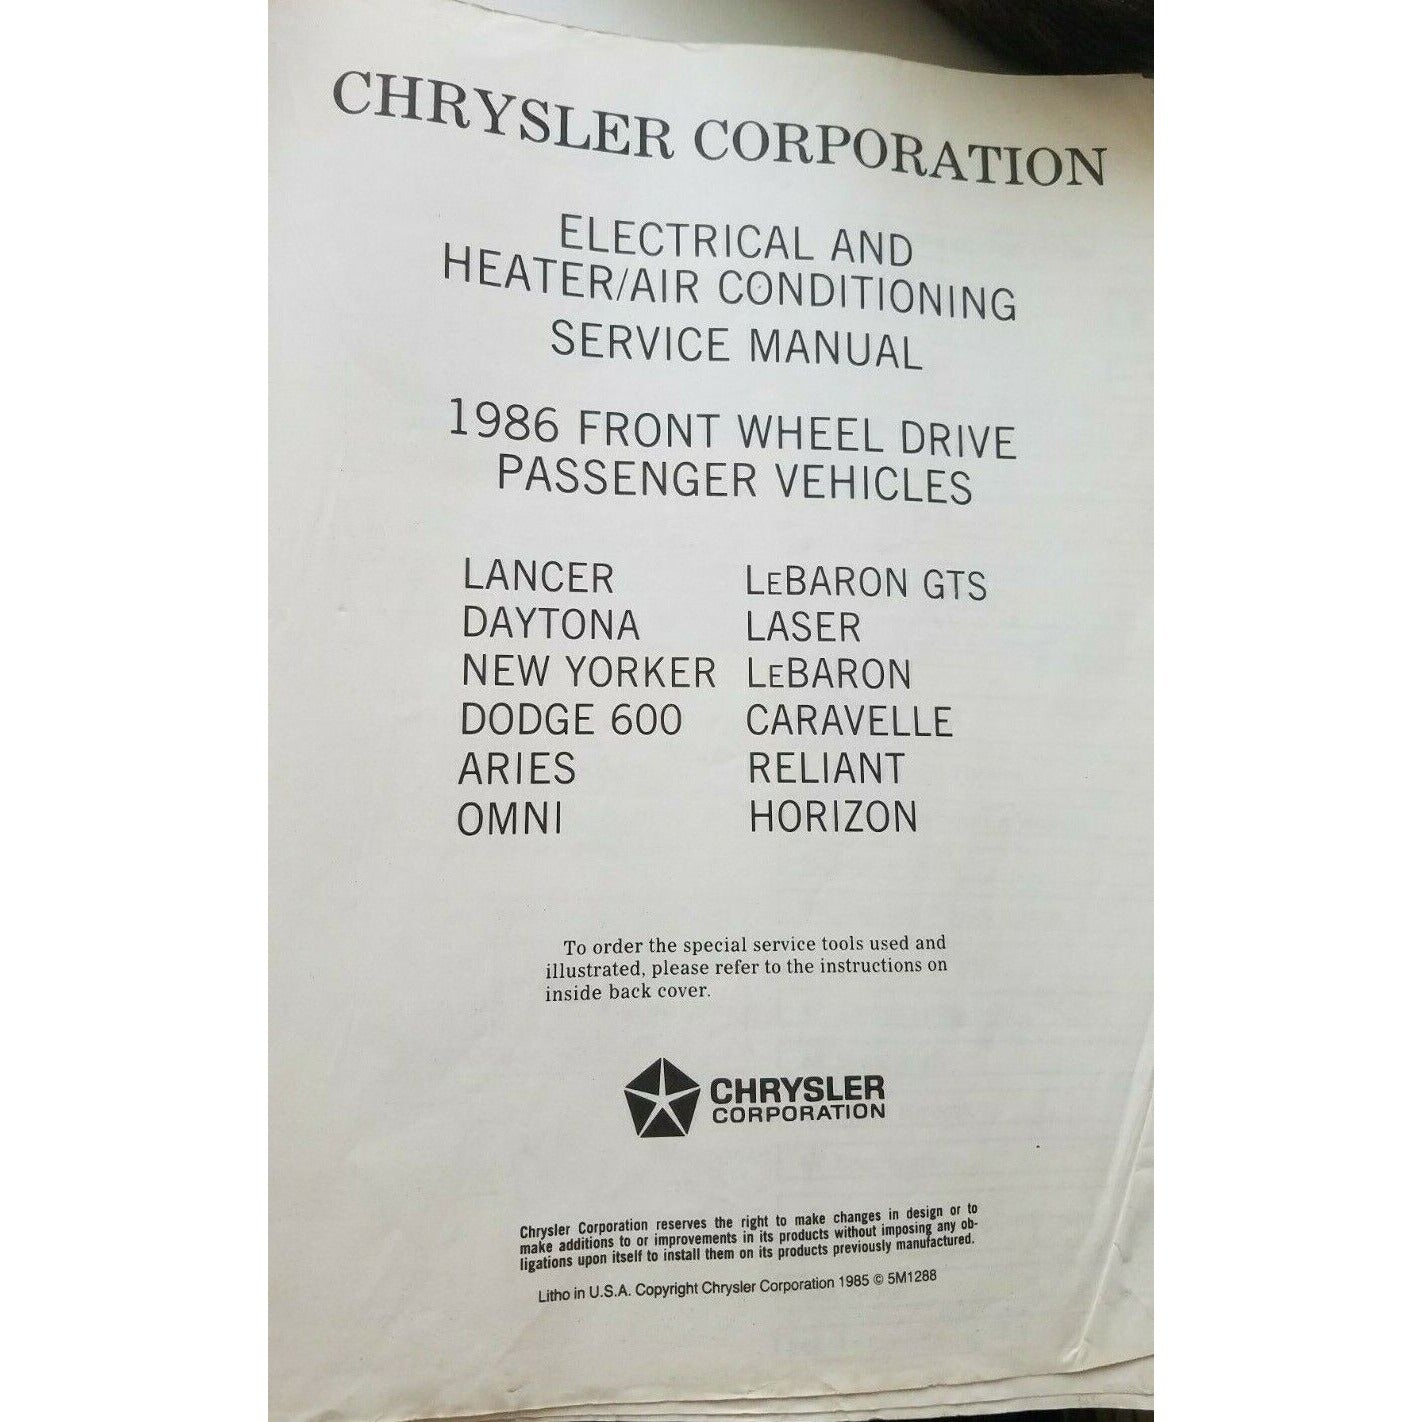 CHRYSLER CORPORATION
ELECTRICAL AND
HEATER/AIR CONDITIONING
SERVICE MANUAL
1986 FRONT WHEEL DRIVE
PASSENGER VEHICLES
LANCER LEBARON GTS
DAYTONA LASER
NEW YORKER LEBARON
DODGE 600 CARAVELLE
ARIES RELIANT
OMNI HORIZON
To order the special service tools used and
illustrated, please refer to the instructions on
inside back cover.
CHRYSLER
CORPORATION
Chrysler Corporation reserves the right to make changes in design or to
make additions to or improvements in its products without imposing any ob-
ligations upon itself to install them on its products previously manufactured.
Litho in U.S.A. Copyright Chrysler Corporation 1985 © 5M1288